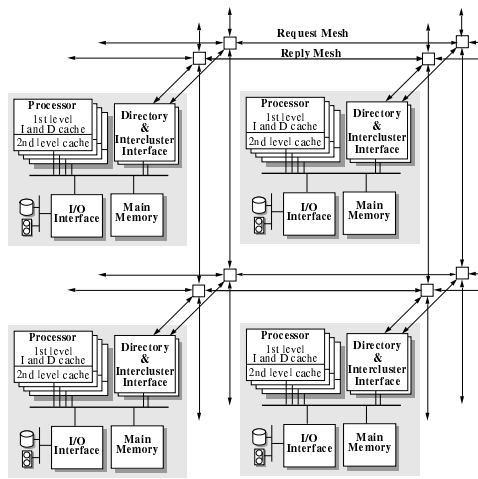 Request Mesh
Reply Mesh
Processor
1st level
I and D cache
2nd level cache
Directory
&
Intercluster
Interface
I/O
Interface
Main
Memory
Processor
1st level
I and D cache
2nd level cache
Directory
&
Intercluster
Interface
I/O
Interface
Main
Memory
Processor
1st level
I and D cache
2nd level cache
Directory
&
Intercluster
Interface
I/O
Interface
Main
Memory
Processor
1st level
I and D cache
2nd level cache
Directory
&
Intercluster
Interface
I/O
Interface
Main
Memory